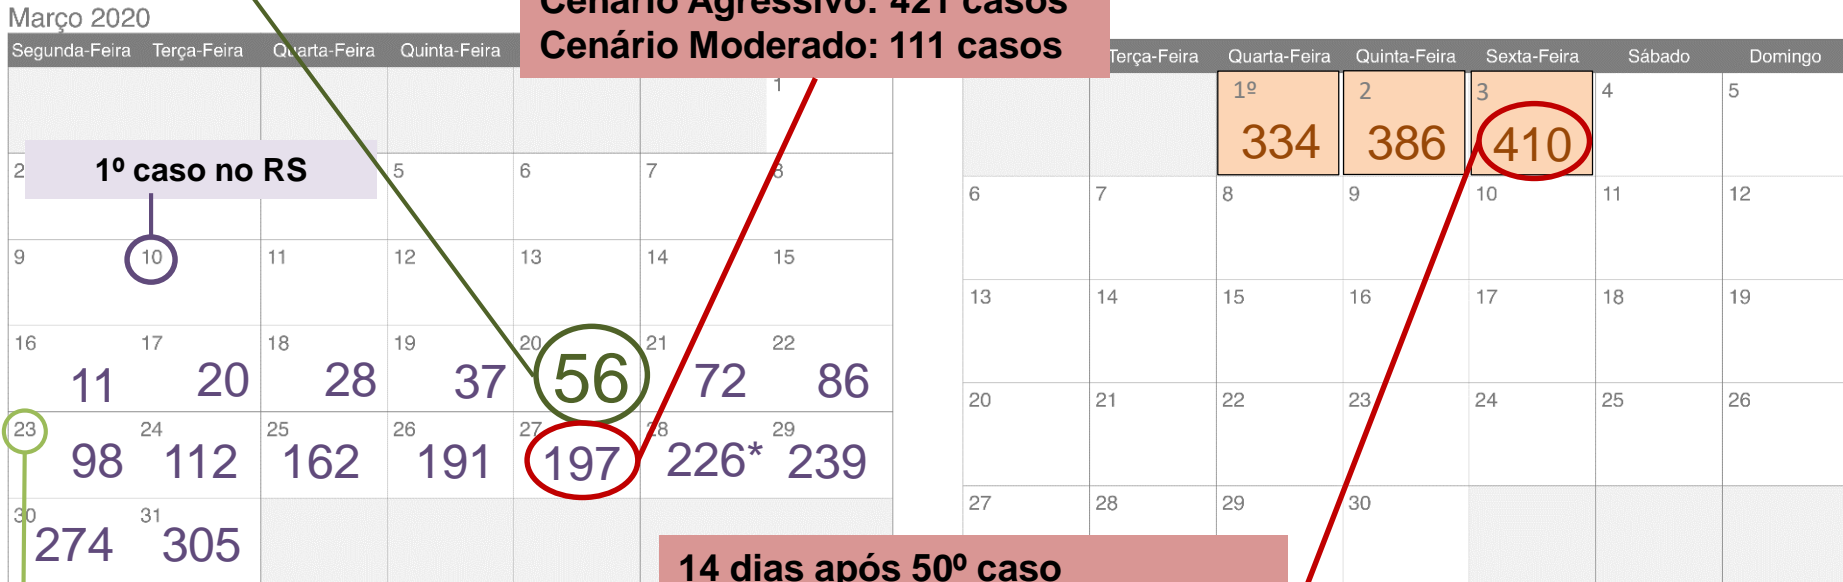 Cenário Agressivo: 421 casos
Cenário Moderado: 111 casos
Março 2020
Segunda-Feira Terça-Feira Quarta-Feira Quinta-Feira
1
1º caso no RS
2 5 6 7 8
9 10 11 12 13 14 15
16 17 18 19 20 21 22
11 20 28 37 56 72 86
23 24 25 26 27 28 29
98 112 162 191 197 226* 239
30 31
274 305
Terça-Feira Quarta-Feira Quinta-Feira Sexta-Feira Sábado Domingo
1º 2 3 4 5
334 386 410
6 7 8 9 10 11 12
13 14 15 16 17 18 19
20 21 22 23 24 25 26
27 28 29 30
14 dias após 50º caso